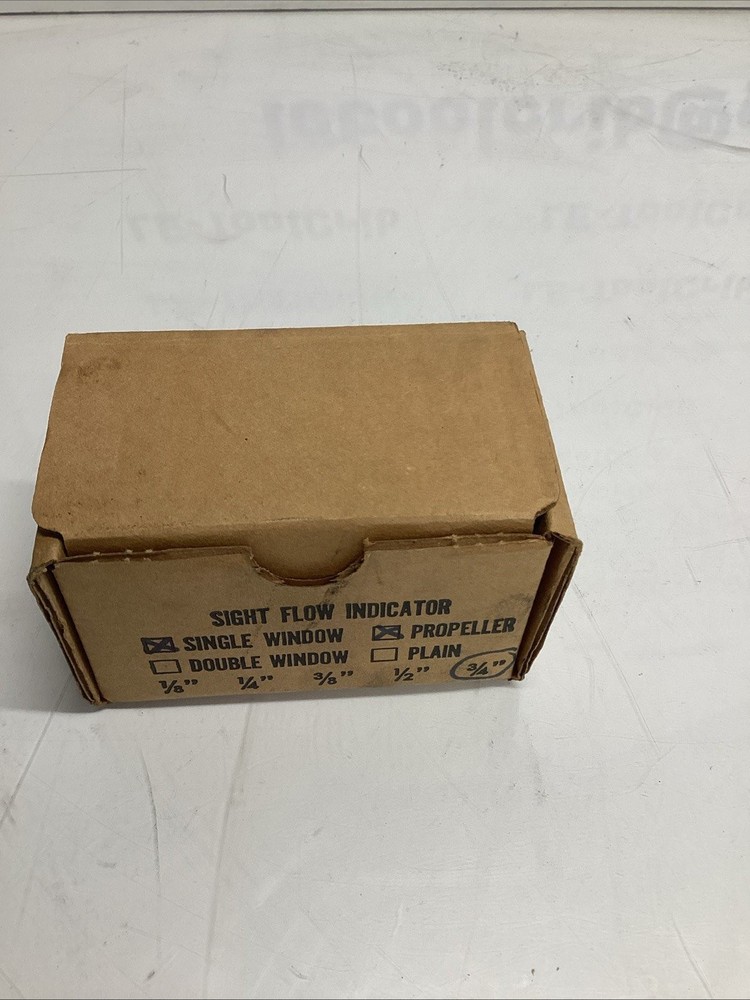 SIGHT FLOW INDICATOR
☒ SINGLE WINDOW ☒ PROPELLER
☐ DOUBLE WINDOW ☐ PLAIN
1/8" 1/4" 3/8" 1/2" 3/4"